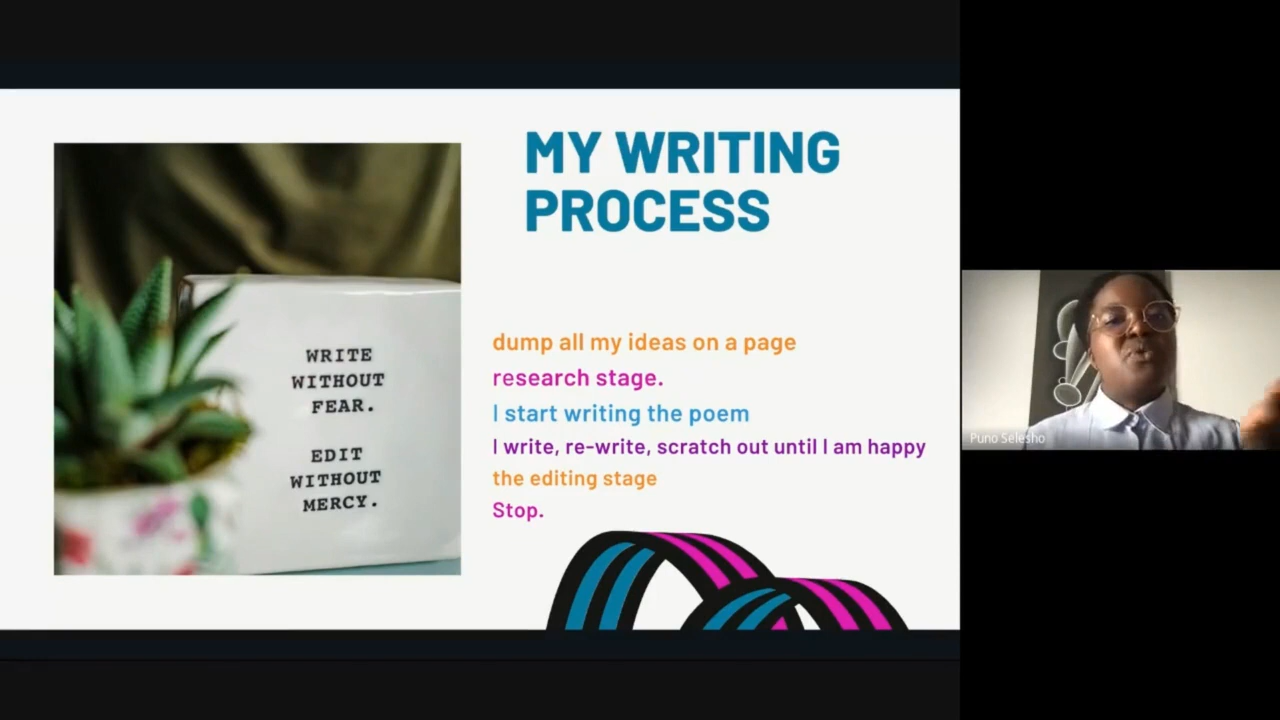 MY WRITING
PROCESS
WRITE
WITHOUT
FEAR.
EDIT
WITHOUT
MERCY.
dump all my ideas on a page
research stage.
I start writing the poem
I write, re-write, scratch out until I am happy
the editing stage
Stop.
Puno Selesho